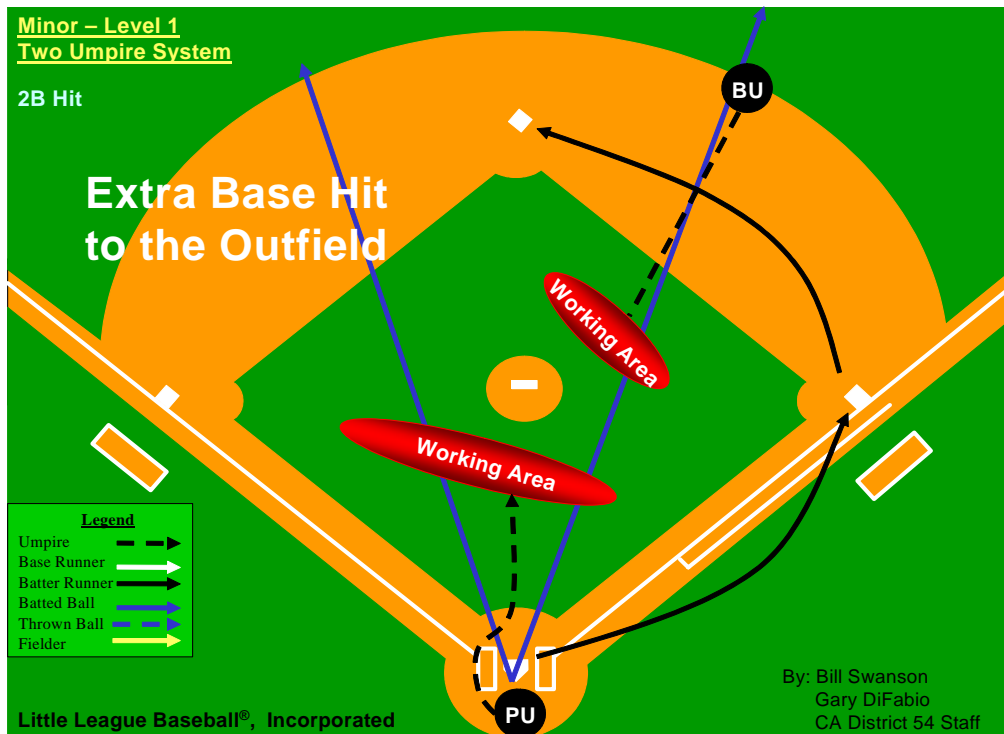 Minor – Level 1
Two Umpire System
2B Hit
BU
Extra Base Hit
to the Outfield
Working Area
Working Area
Legend
Umpire
Base Runner
Batter Runner
Batted Ball
Thrown Ball
Fielder
PU
By: Bill Swanson
Gary DiFabio
CA District 54 Staff
Little League Baseball®, Incorporated